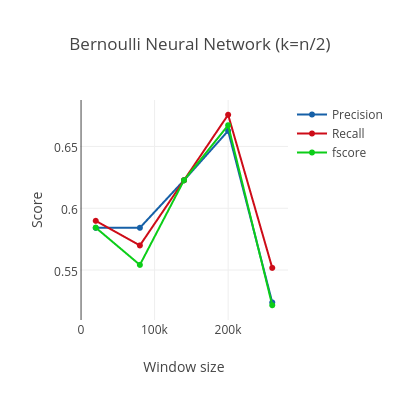 Bernoulli Neural Network (k=n/2)
Precision
Recall
fscore
0.65
0.6
0.55
Score
0
100k
200k
Window size